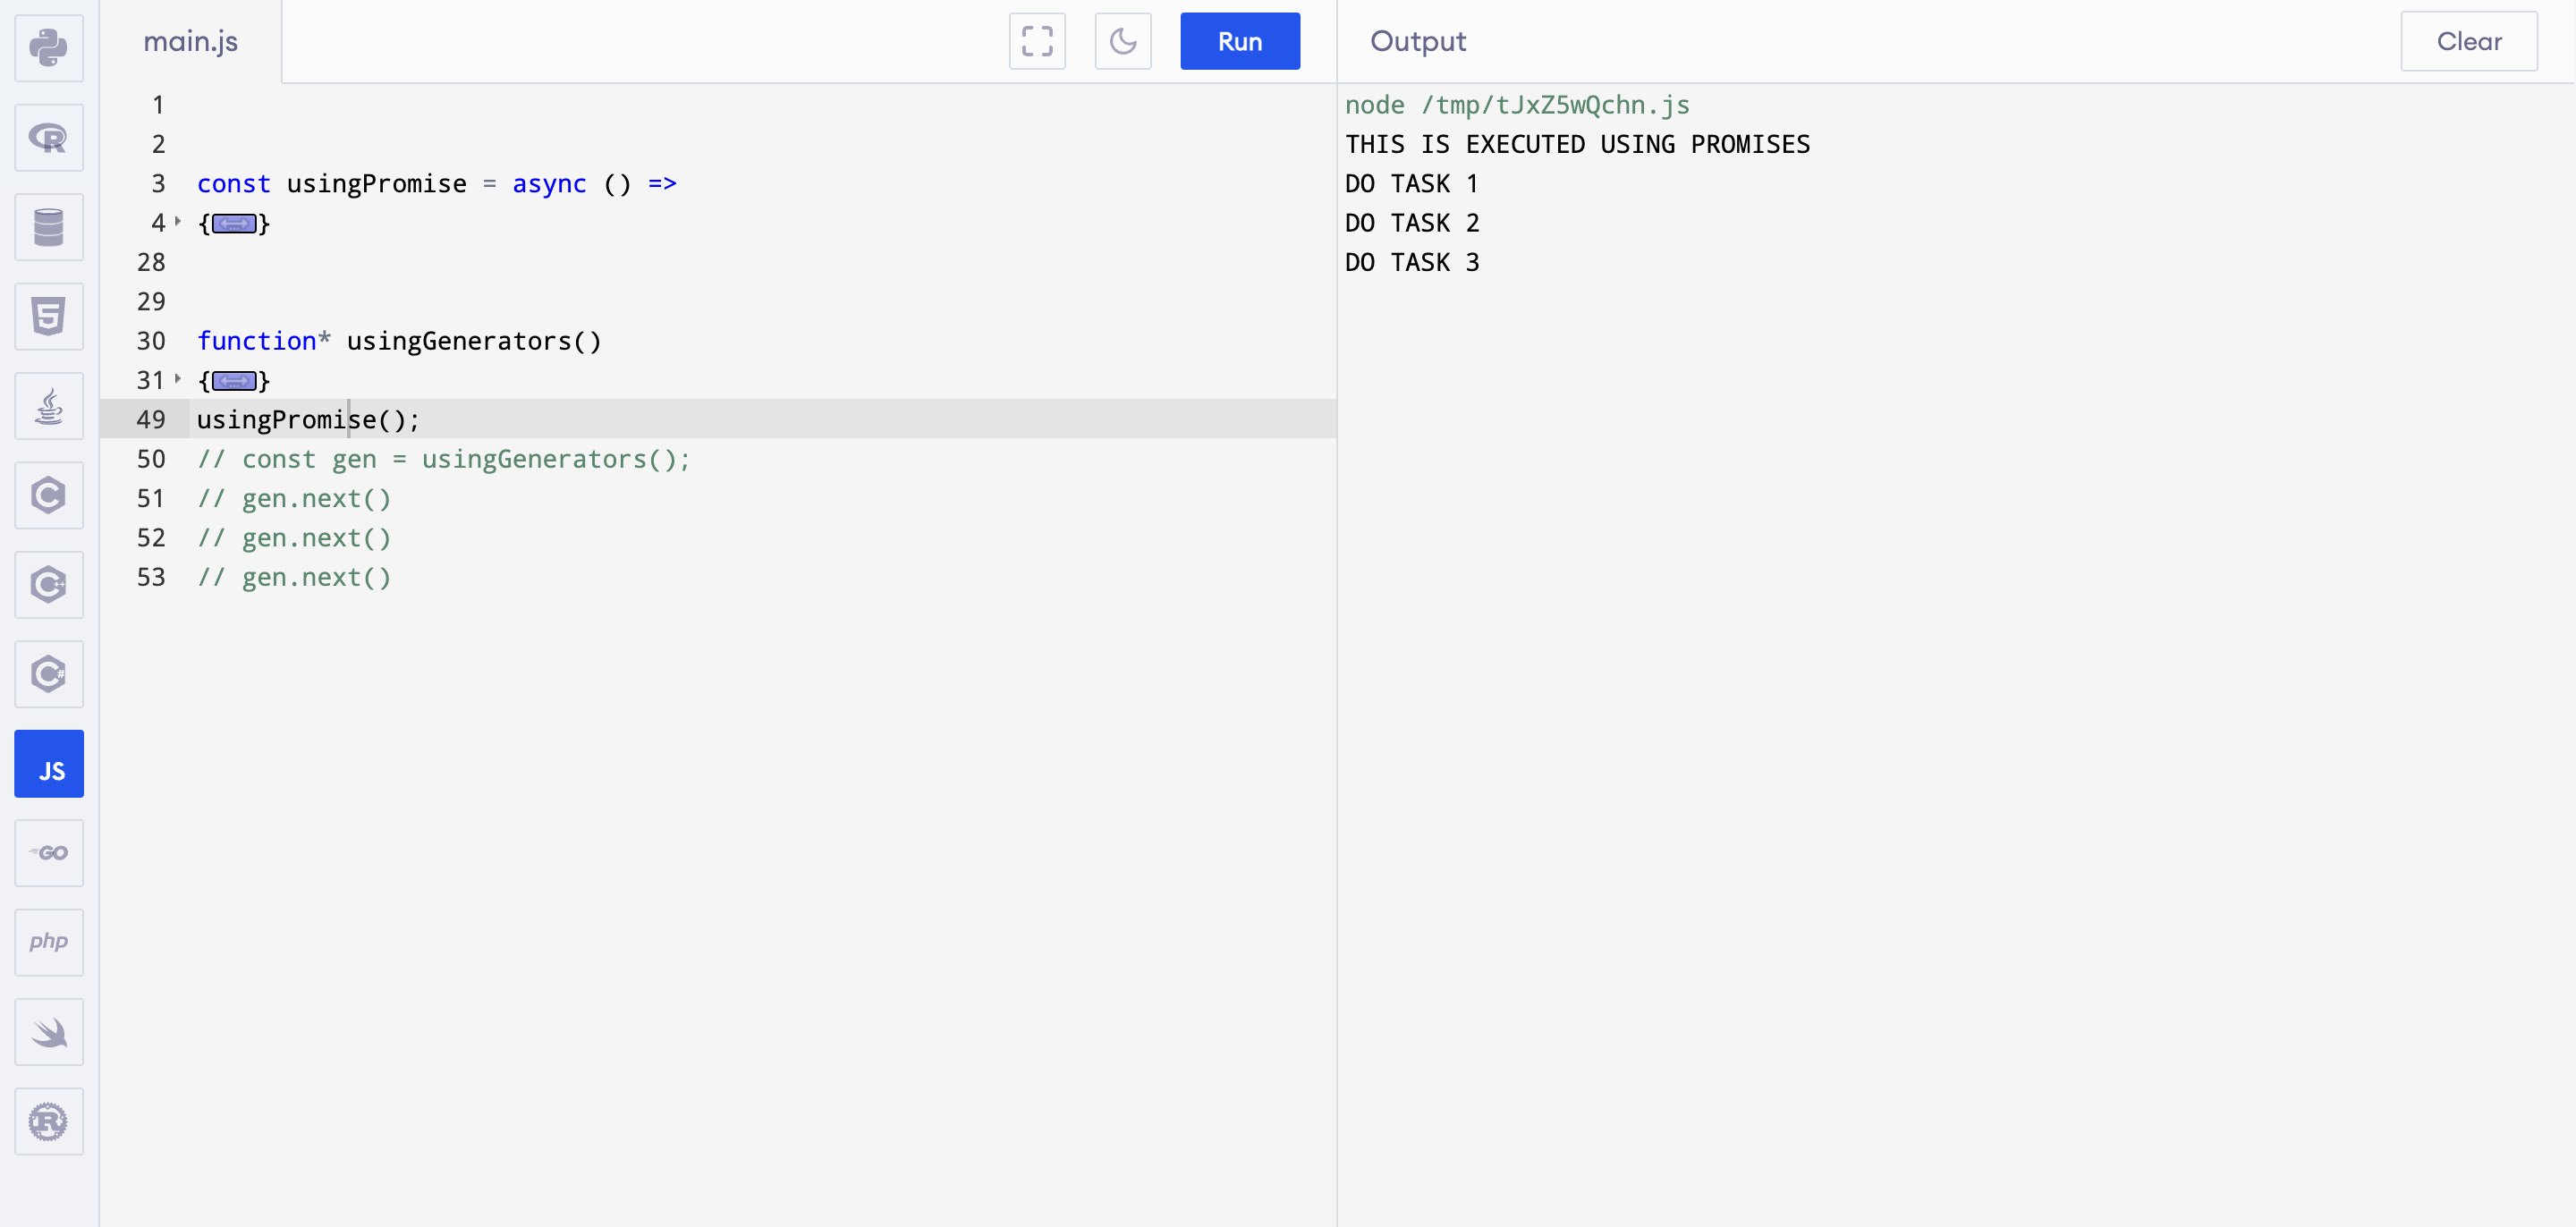 main.js
Run
Output
Clear
1
2
3 const usingPromise = async () =>
4 {}
28
29
30 function* usingGenerators()
31 {}
49 usingPromise();
50 // const gen = usingGenerators();
51 // gen.next()
52 // gen.next()
53 // gen.next()
node /tmp/tJxZ5wQchn.js
THIS IS EXECUTED USING PROMISES
DO TASK 1
DO TASK 2
DO TASK 3
R
5
C
C++
C#
JS
GO
php
R